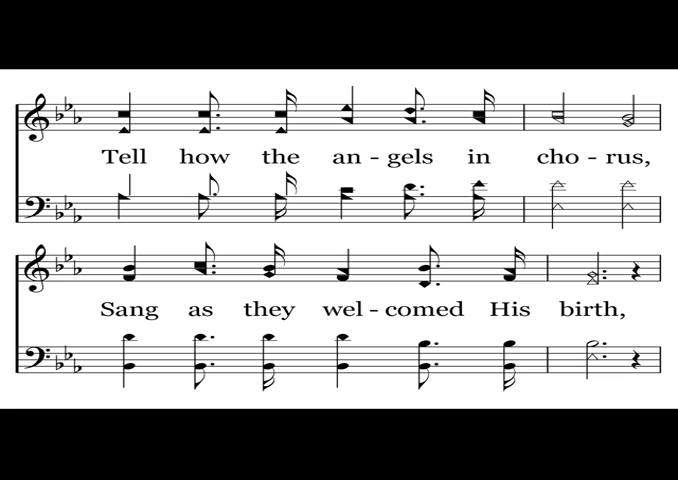 Tell how the an - gels in cho - rus,
Sang as they wel - comed His birth,